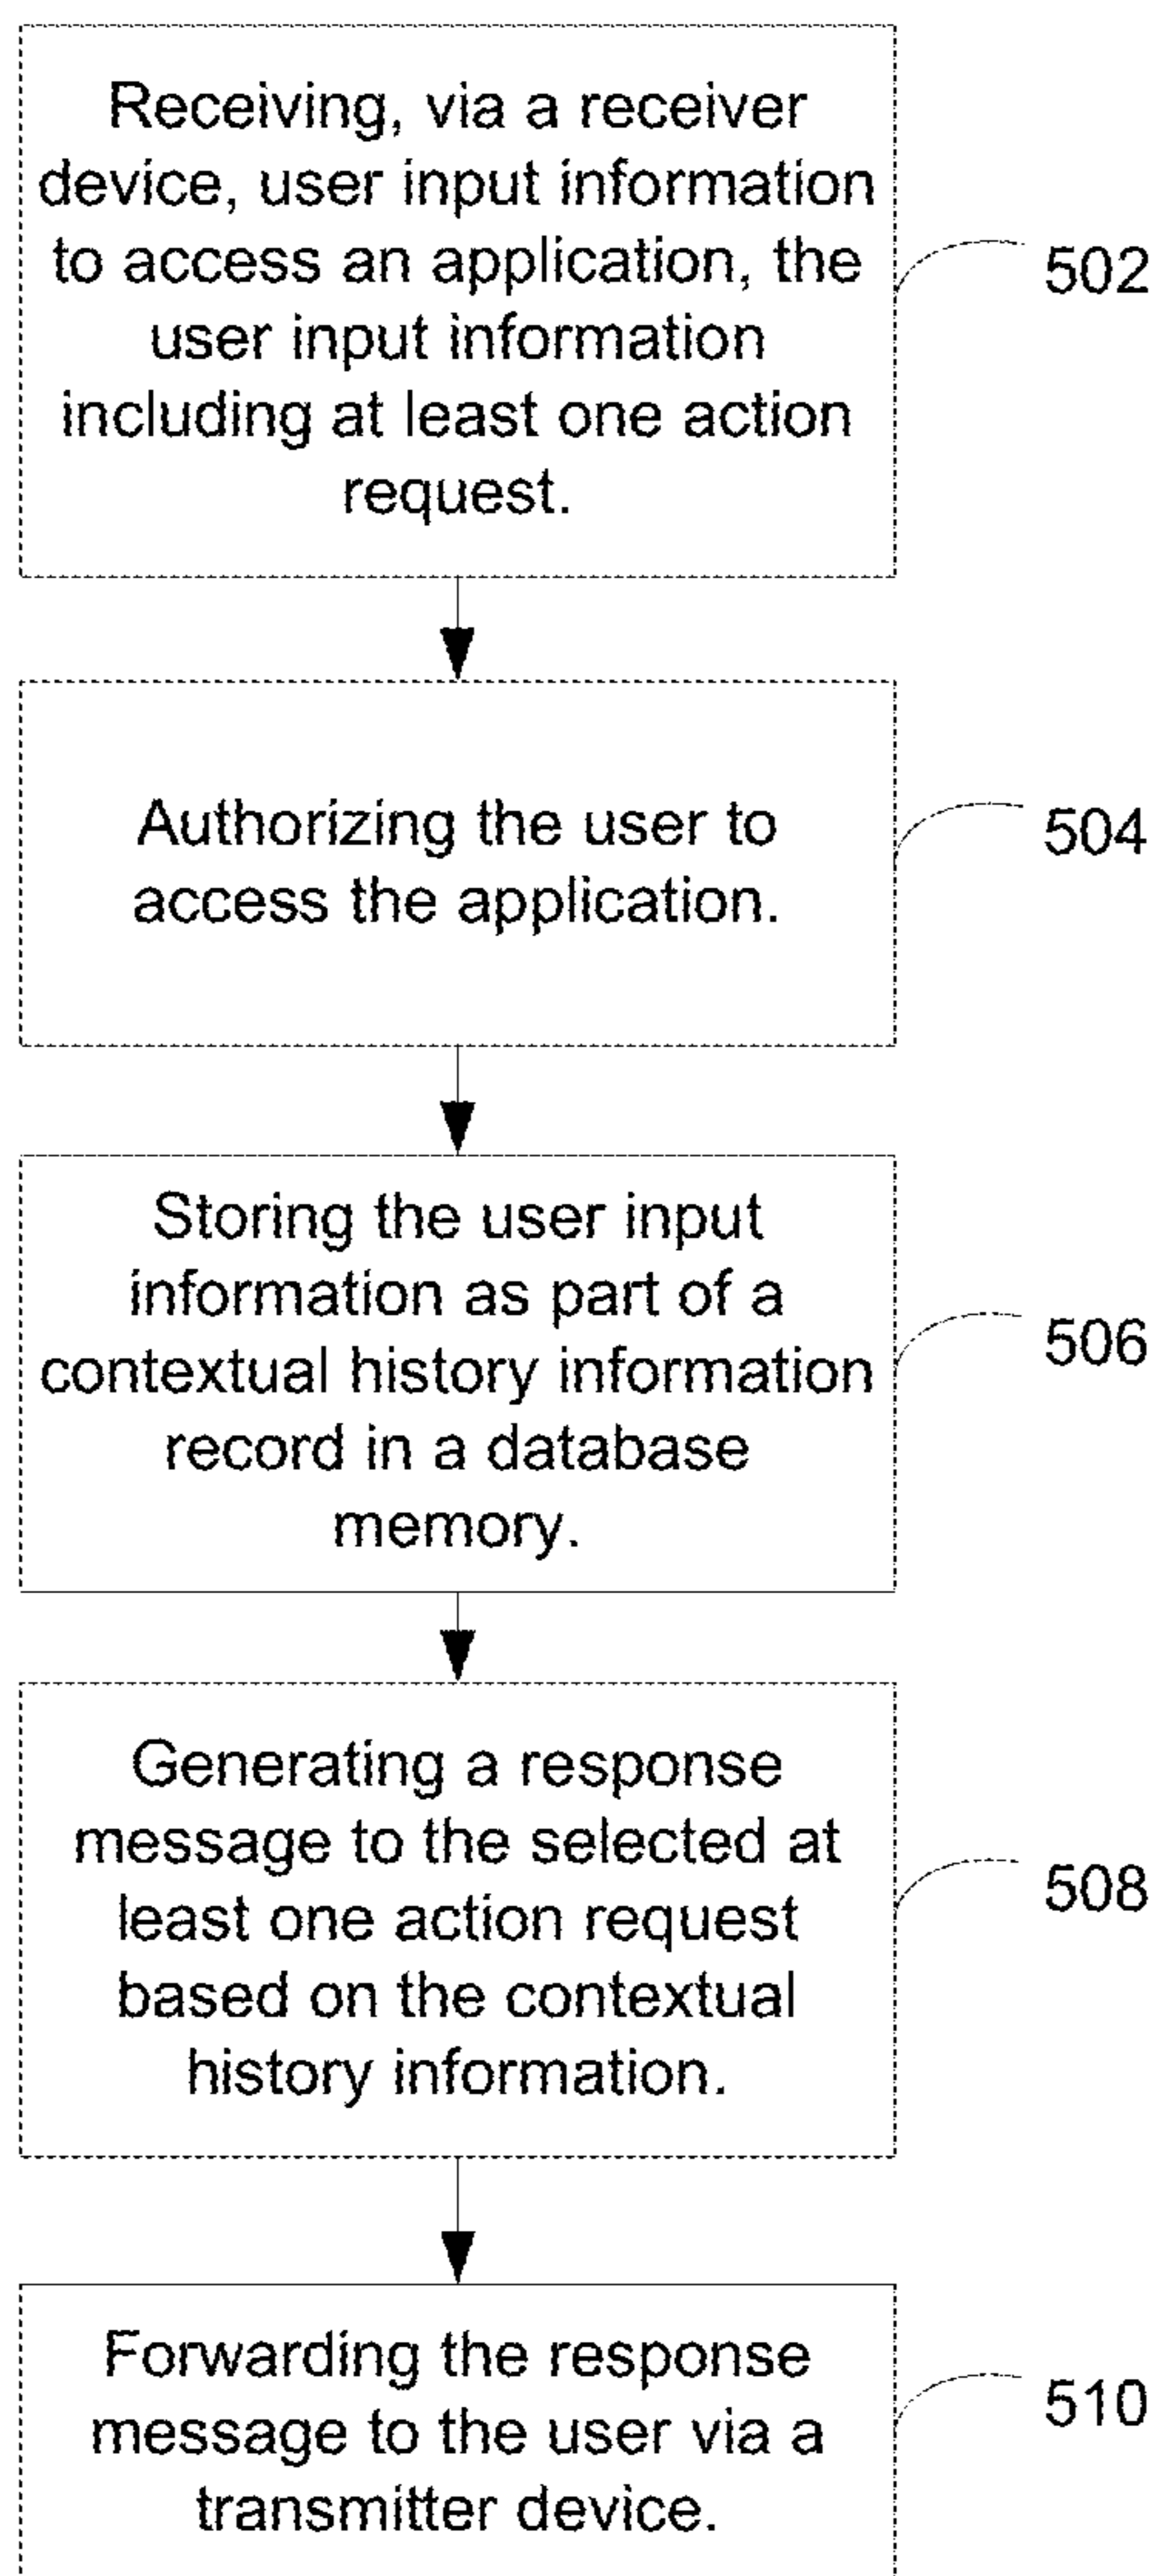 Receiving, via a receiver
device, user input information
to access an application, the
user input information
including at least one action
request.
502
Authorizing the user to
access the application.
504
Storing the user input
information as part of a
contextual history information
record in a database
memory.
506
Generating a response
message to the selected at
least one action request
based on the contextual
history information.
508
Forwarding the response
message to the user via a
transmitter device.
510